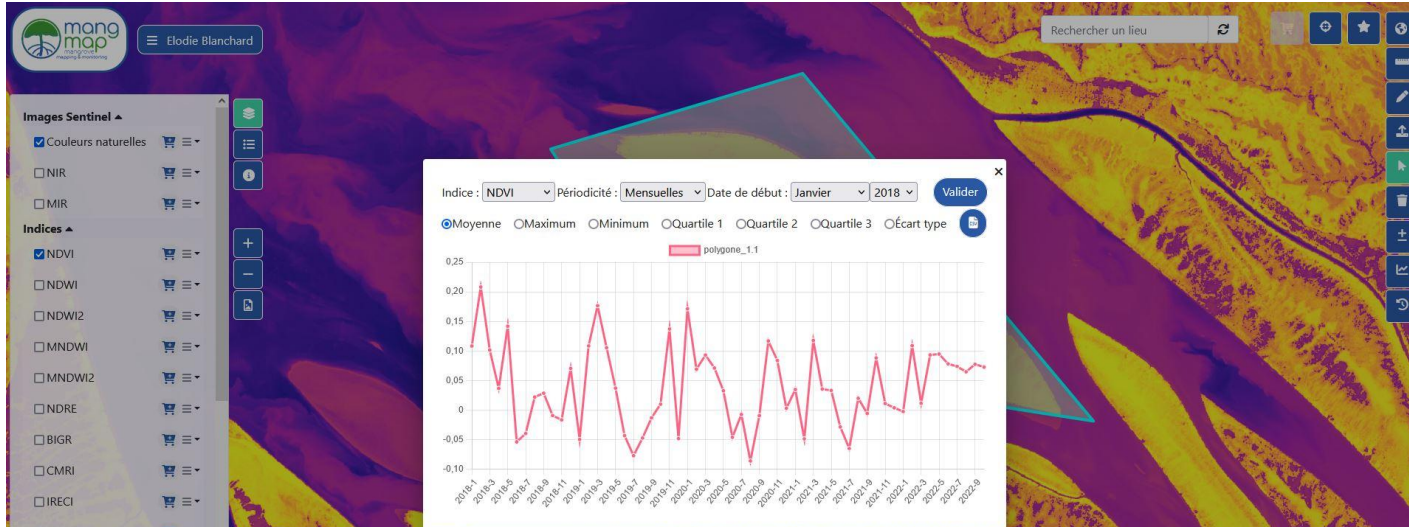 mang
map
mangrove
mapping & monitoring
Elodie Blanchard
Rechercher un lieu
Images Sentinel
Couleurs naturelles
NIR
MIR
Indices
NDVI
NDWI
NDWI2
MNDWI
MNDWI2
NDRE
BIGR
CMRI
IRECI
Indice : NDVI Périodicité : Mensuelles Date de début : Janvier 2018 Valider
Moyenne Maximum Minimum Quartile 1 Quartile 2 Quartile 3 Écart type
polygone_1.1
0,25
0,20
0,15
0,10
0,05
0
-0,05
-0,10
2018-1 2018-3 2018-5 2018-7 2018-9 2018-11 2019-1 2019-3 2019-5 2019-7 2019-9 2019-11 2020-1 2020-3 2020-5 2020-7 2020-9 2020-11 2021-1 2021-3 2021-5 2021-7 2021-9 2021-11 2022-1 2022-3 2022-5 2022-7 2022-9